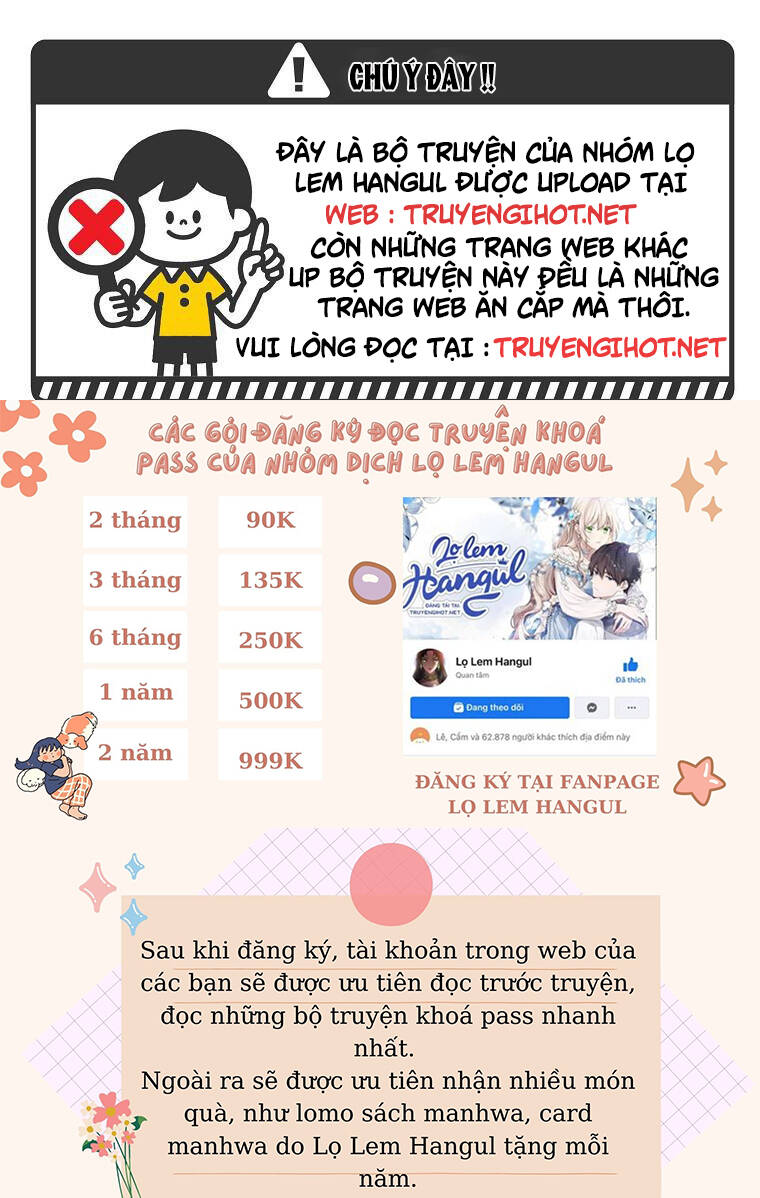 CHÚ Ý ĐÂY !!
ĐÂY LÀ BỘ TRUYỆN CỦA NHÓM LỌ
LEM HANGUL ĐƯỢC UPLOAD TẠI
WEB : TRUYENGIHOT.NET
CÒN NHỮNG TRANG WEB KHÁC
UP BỘ TRUYỆN NÀY ĐỀU LÀ NHỮNG
TRANG WEB ĂN CẮP MÀ THÔI.
VUI LÒNG ĐỌC TẠI : TRUYENGIHOT.NET
CÁC GÓI ĐĂNG KÝ ĐỌC TRUYỆN KHOÁ
PASS CỦA NHÓM DỊCH LỌ LEM HANGUL
2 tháng 90K
3 tháng 135K
6 tháng 250K
1 năm 500K
2 năm 999K
Lọ lem
Hangul
ĐĂNG TẢI TẠI
TRUYENGIHOT.NET
Lọ Lem Hangul
Quan tâm
Đã thích
Đang theo dõi
Lê, Cẩm và 62.878 người khác thích địa điểm này
ĐĂNG KÝ TẠI FANPAGE
LỌ LEM HANGUL
Sau khi đăng ký, tài khoản trong web của
các bạn sẽ được ưu tiên đọc trước truyện,
đọc những bộ truyện khoá pass nhanh
nhất.
Ngoài ra sẽ được ưu tiên nhận nhiều món
quà, như lomo sách manhwa, card
manhwa do Lọ Lem Hangul tặng mỗi
năm.